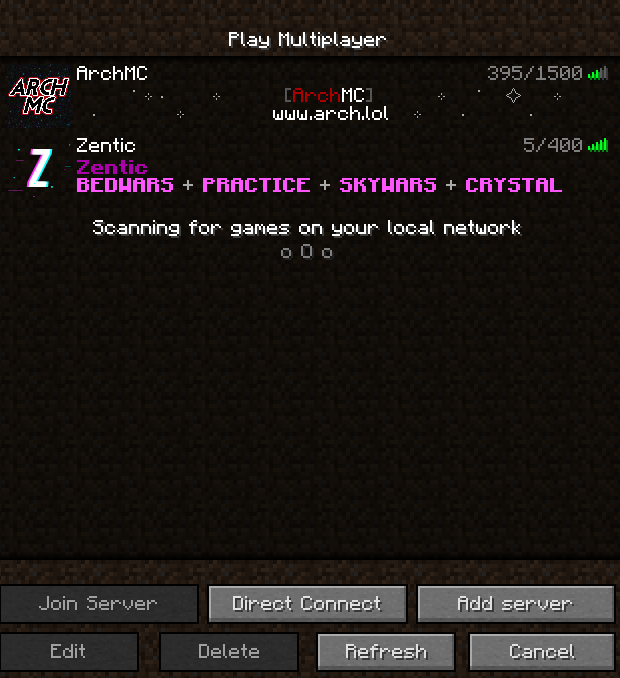 Play Multiplayer
ARCH
MC
ArchMC
395/1500
[ArchMC]
www.arch.lol
Z
Zentic
5/400
Zentic
BEDWARS + PRACTICE + SKYWARS + CRYSTAL
Scanning for games on your local network
o O o
Join Server
Direct Connect
Add server
Edit
Delete
Refresh
Cancel